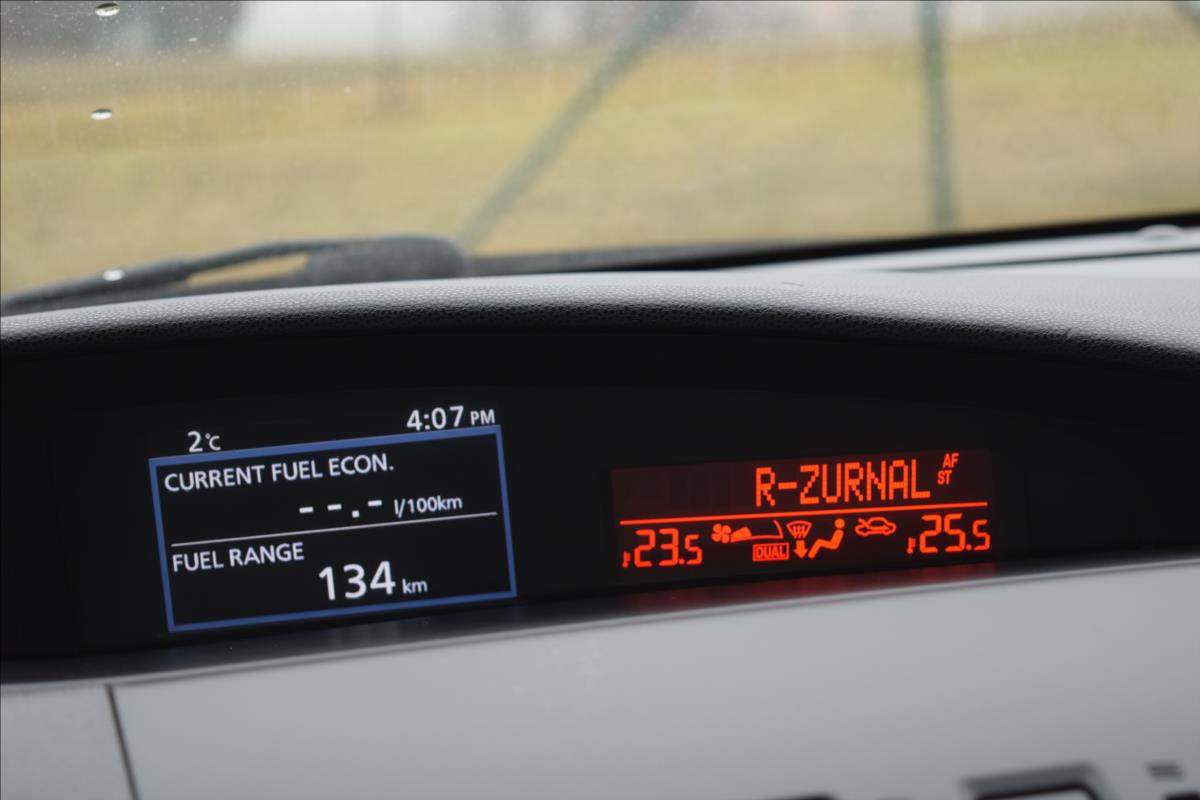 2°C 4:07 PM
CURRENT FUEL ECON.
--.- l/100km
FUEL RANGE
134 km
R-ZURNAL AF ST
23.5 DUAL 25.5